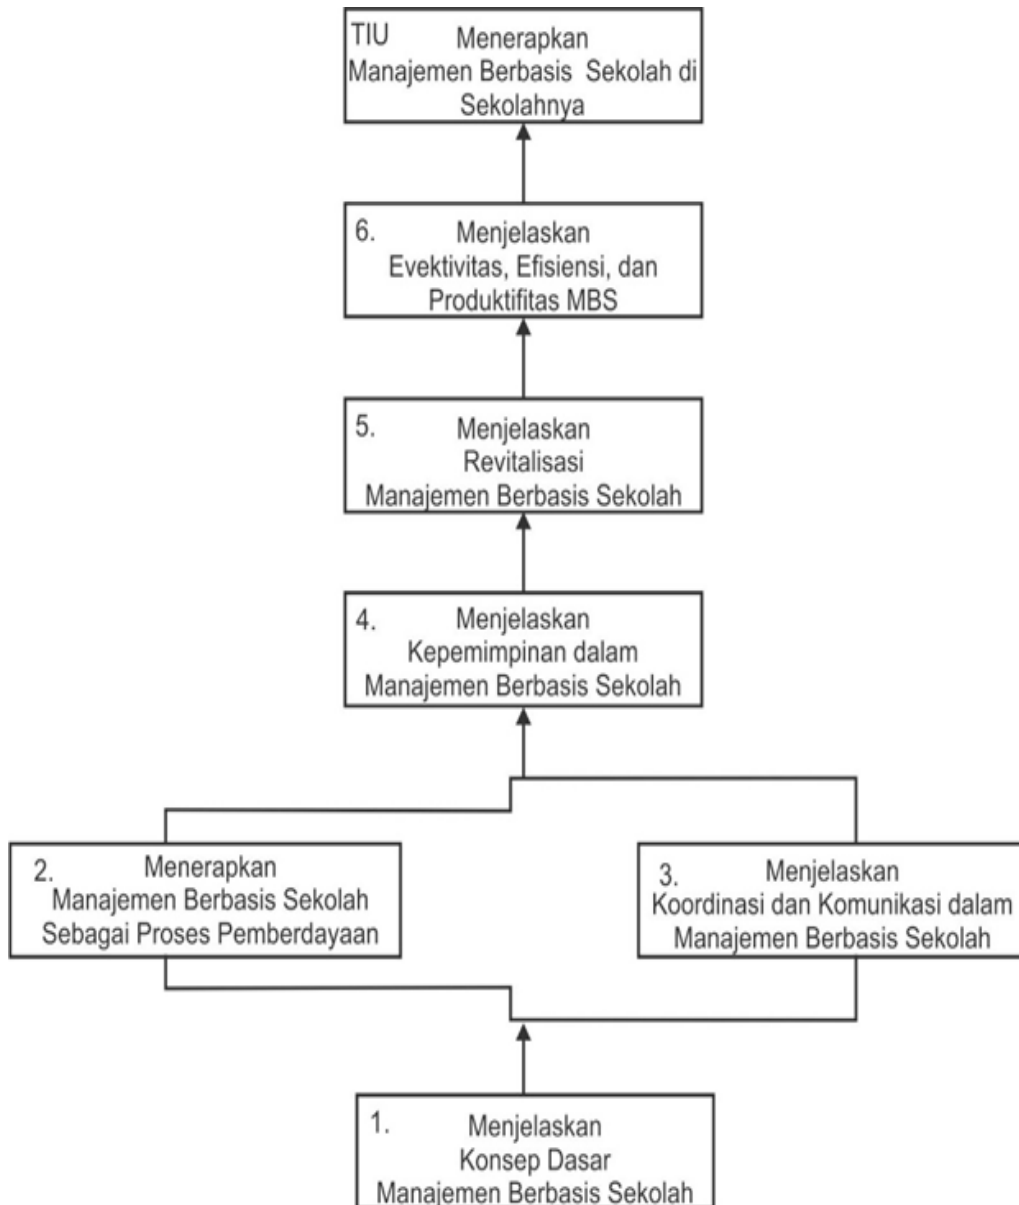 TIU Menerapkan
Manajemen Berbasis Sekolah di
Sekolahnya
6. Menjelaskan
Evektivitas, Efisiensi, dan
Produktifitas MBS
5. Menjelaskan
Revitalisasi
Manajemen Berbasis Sekolah
4. Menjelaskan
Kepemimpinan dalam
Manajemen Berbasis Sekolah
2. Menerapkan
Manajemen Berbasis Sekolah
Sebagai Proses Pemberdayaan
3. Menjelaskan
Koordinasi dan Komunikasi dalam
Manajemen Berbasis Sekolah
1. Menjelaskan
Konsep Dasar
Manajemen Berbasis Sekolah